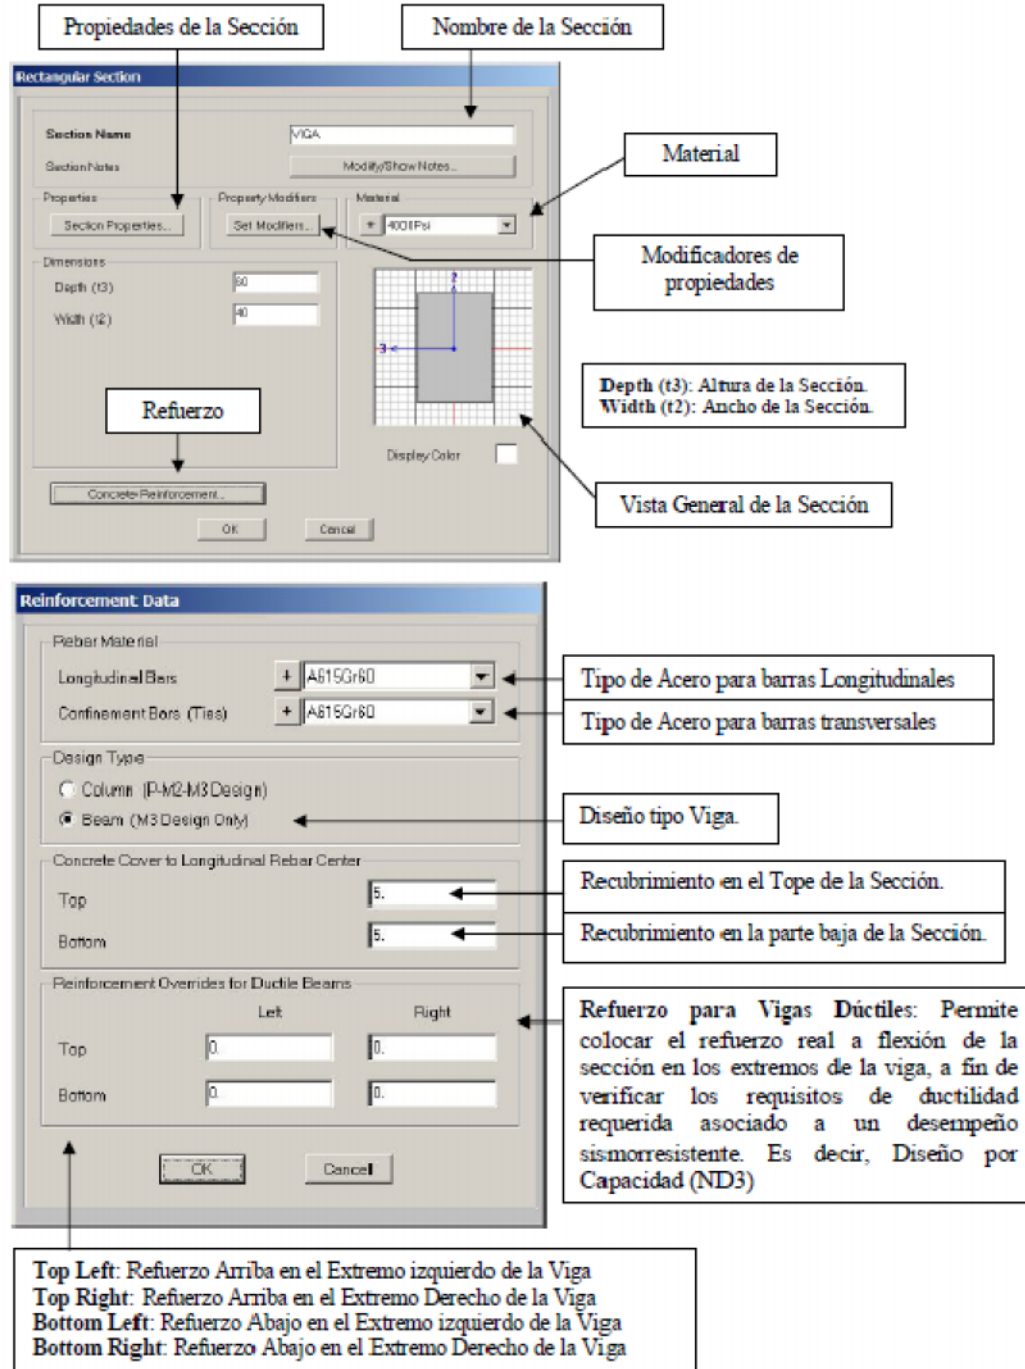 Propiedades de la Sección
Nombre de la Sección
Rectangular Section
Section Name
VIGA
Section Notes
Modify/Show Notes...
Material
Properties
Property Modifiers
Material
Section Properties...
Set Modifiers...
+ 4000Psi
Modificadores de
propiedades
Dimensions
Depth (t3)
60
Width (t2)
40
2
3
Depth (t3): Altura de la Sección.
Width (t2): Ancho de la Sección.
Refuerzo
Display Color
Concrete Reinforcement...
Vista General de la Sección
OK
Cancel
Reinforcement Data
Rebar Material
Longitudinal Bars
+ A615Gr60
Tipo de Acero para barras Longitudinales
Confinement Bars (Ties)
+ A615Gr60
Tipo de Acero para barras transversales
Design Type
Column (P-M2-M3 Design)
Beam (M3 Design Only)
Diseño tipo Viga.
Concrete Cover to Longitudinal Rebar Center
Top
5.
Recubrimiento en el Tope de la Sección.
Bottom
5.
Recubrimiento en la parte baja de la Sección.
Reinforcement Overrides for Ductile Beams
Left
Right
Top
0.
0.
Bottom
0.
0.
OK
Cancel
Refuerzo para Vigas Dúctiles: Permite
colocar el refuerzo real a flexión de la
sección en los extremos de la viga, a fin de
verificar los requisitos de ductilidad
requerida asociado a un desempeño
sismorresistente. Es decir, Diseño por
Capacidad (ND3)
Top Left: Refuerzo Arriba en el Extremo izquierdo de la Viga
Top Right: Refuerzo Arriba en el Extremo Derecho de la Viga
Bottom Left: Refuerzo Abajo en el Extremo izquierdo de la Viga
Bottom Right: Refuerzo Abajo en el Extremo Derecho de la Viga